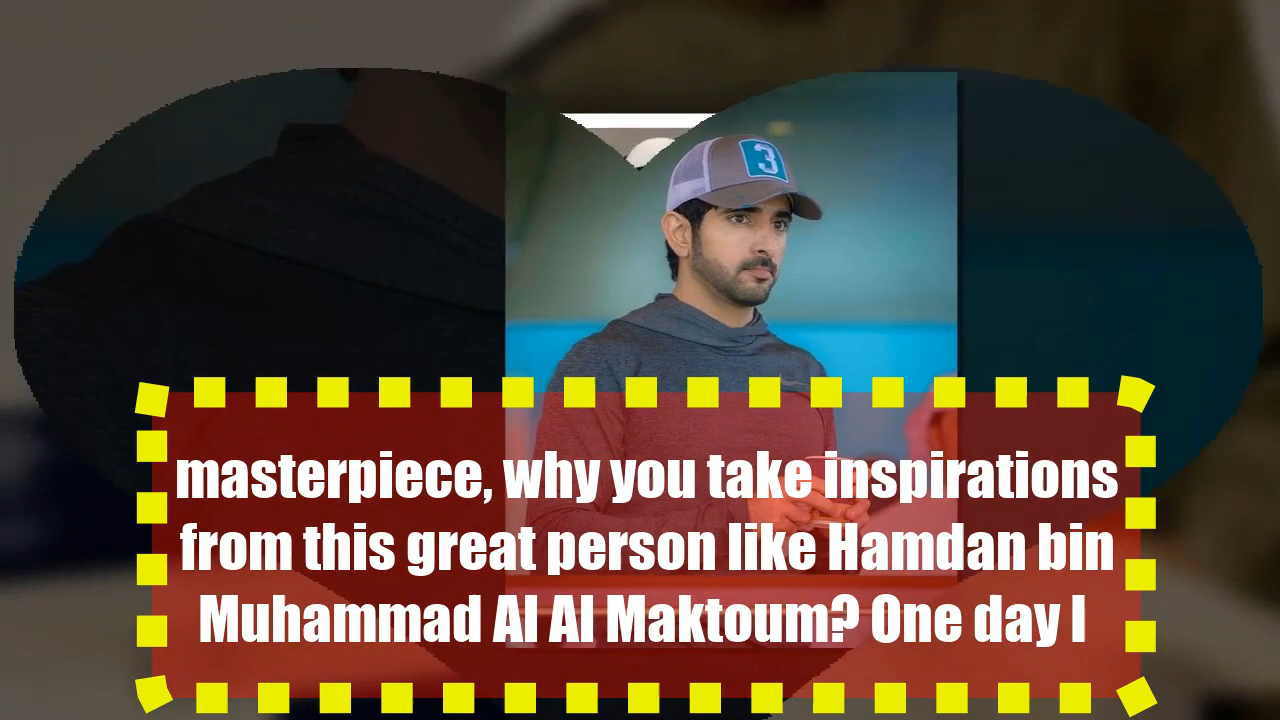 3
masterpiece, why you take inspirations
from this great person like Hamdan bin
Muhammad Al Al Maktoum? One day I